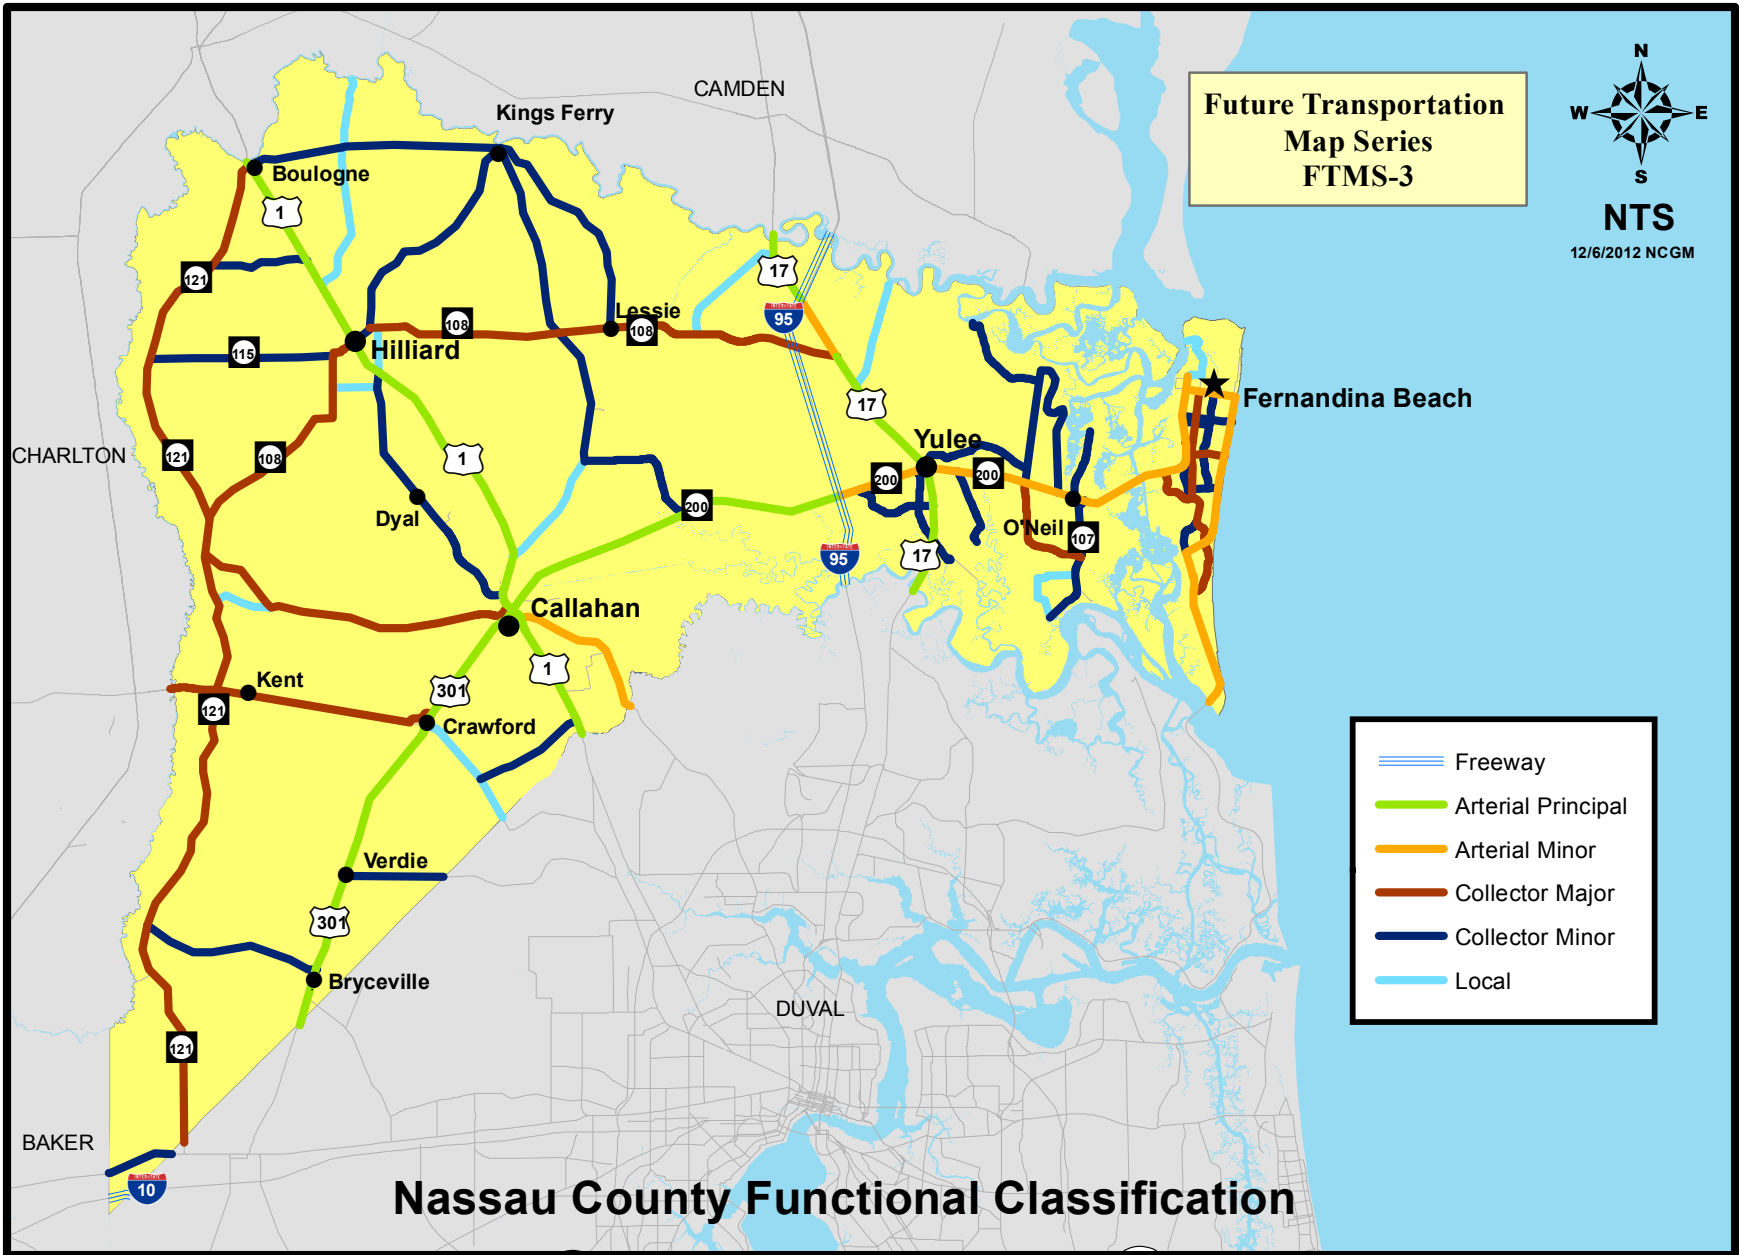 CAMDEN
Future Transportation
Map Series
FTMS-3
N
W
E
S
NTS
12/6/2012 NCGM
Kings Ferry
Boulogne
1
121
17
INTERSTATE
95
Lessie
108
108
115
Hilliard
17
Fernandina Beach
CHARLTON
121
108
1
Yulee
200
200
200
Dyal
O'Neil
107
INTERSTATE
95
17
Callahan
1
Kent
301
121
Crawford
Freeway
Arterial Principal
Arterial Minor
Collector Major
Collector Minor
Local
Verdie
301
Bryceville
DUVAL
121
BAKER
INTERSTATE
10
Nassau County Functional Classification